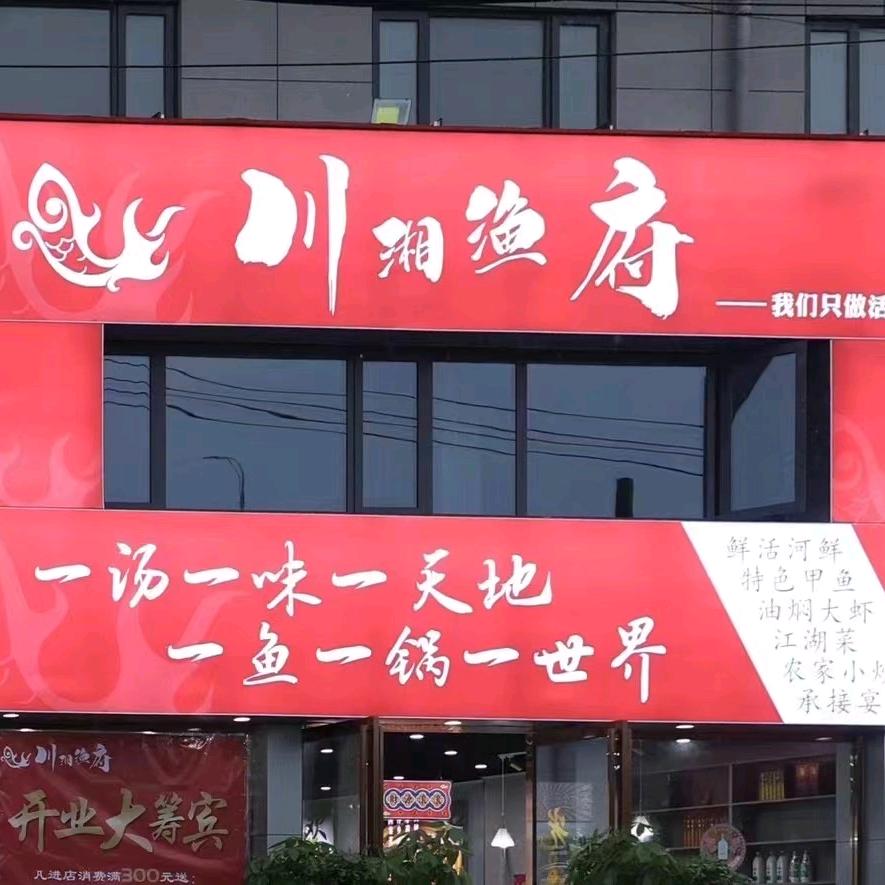 川湘渔府
——我们只做活
一汤一味一天地
一鱼一锅一世界
鲜活河鲜
特色甲鱼
油焖大虾
江湖菜
农家小炒
承接宴
川湘渔府
开业大筹宾
凡进店消费满300元送: